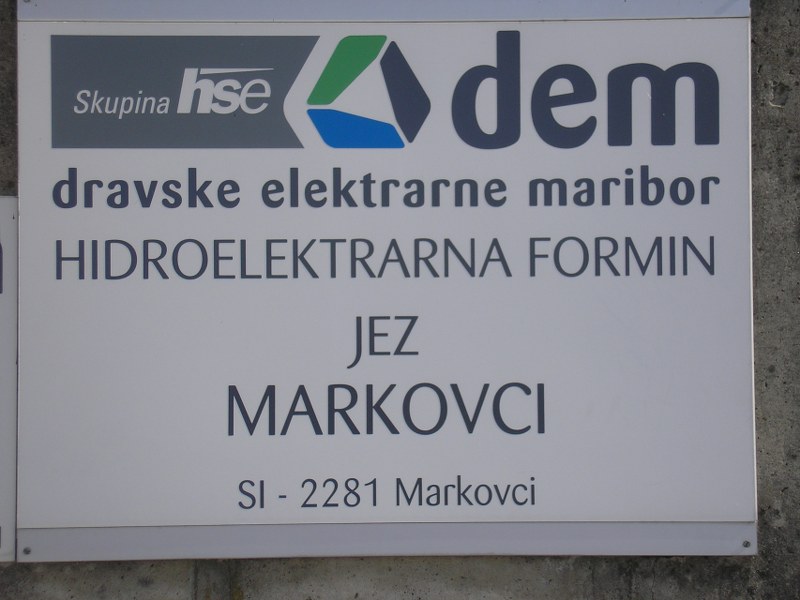 Skupina hse dem
dravske elektrarne maribor
HIDROELEKTRARNA FORMIN
JEZ
MARKOVCI
SI - 2281 Markovci